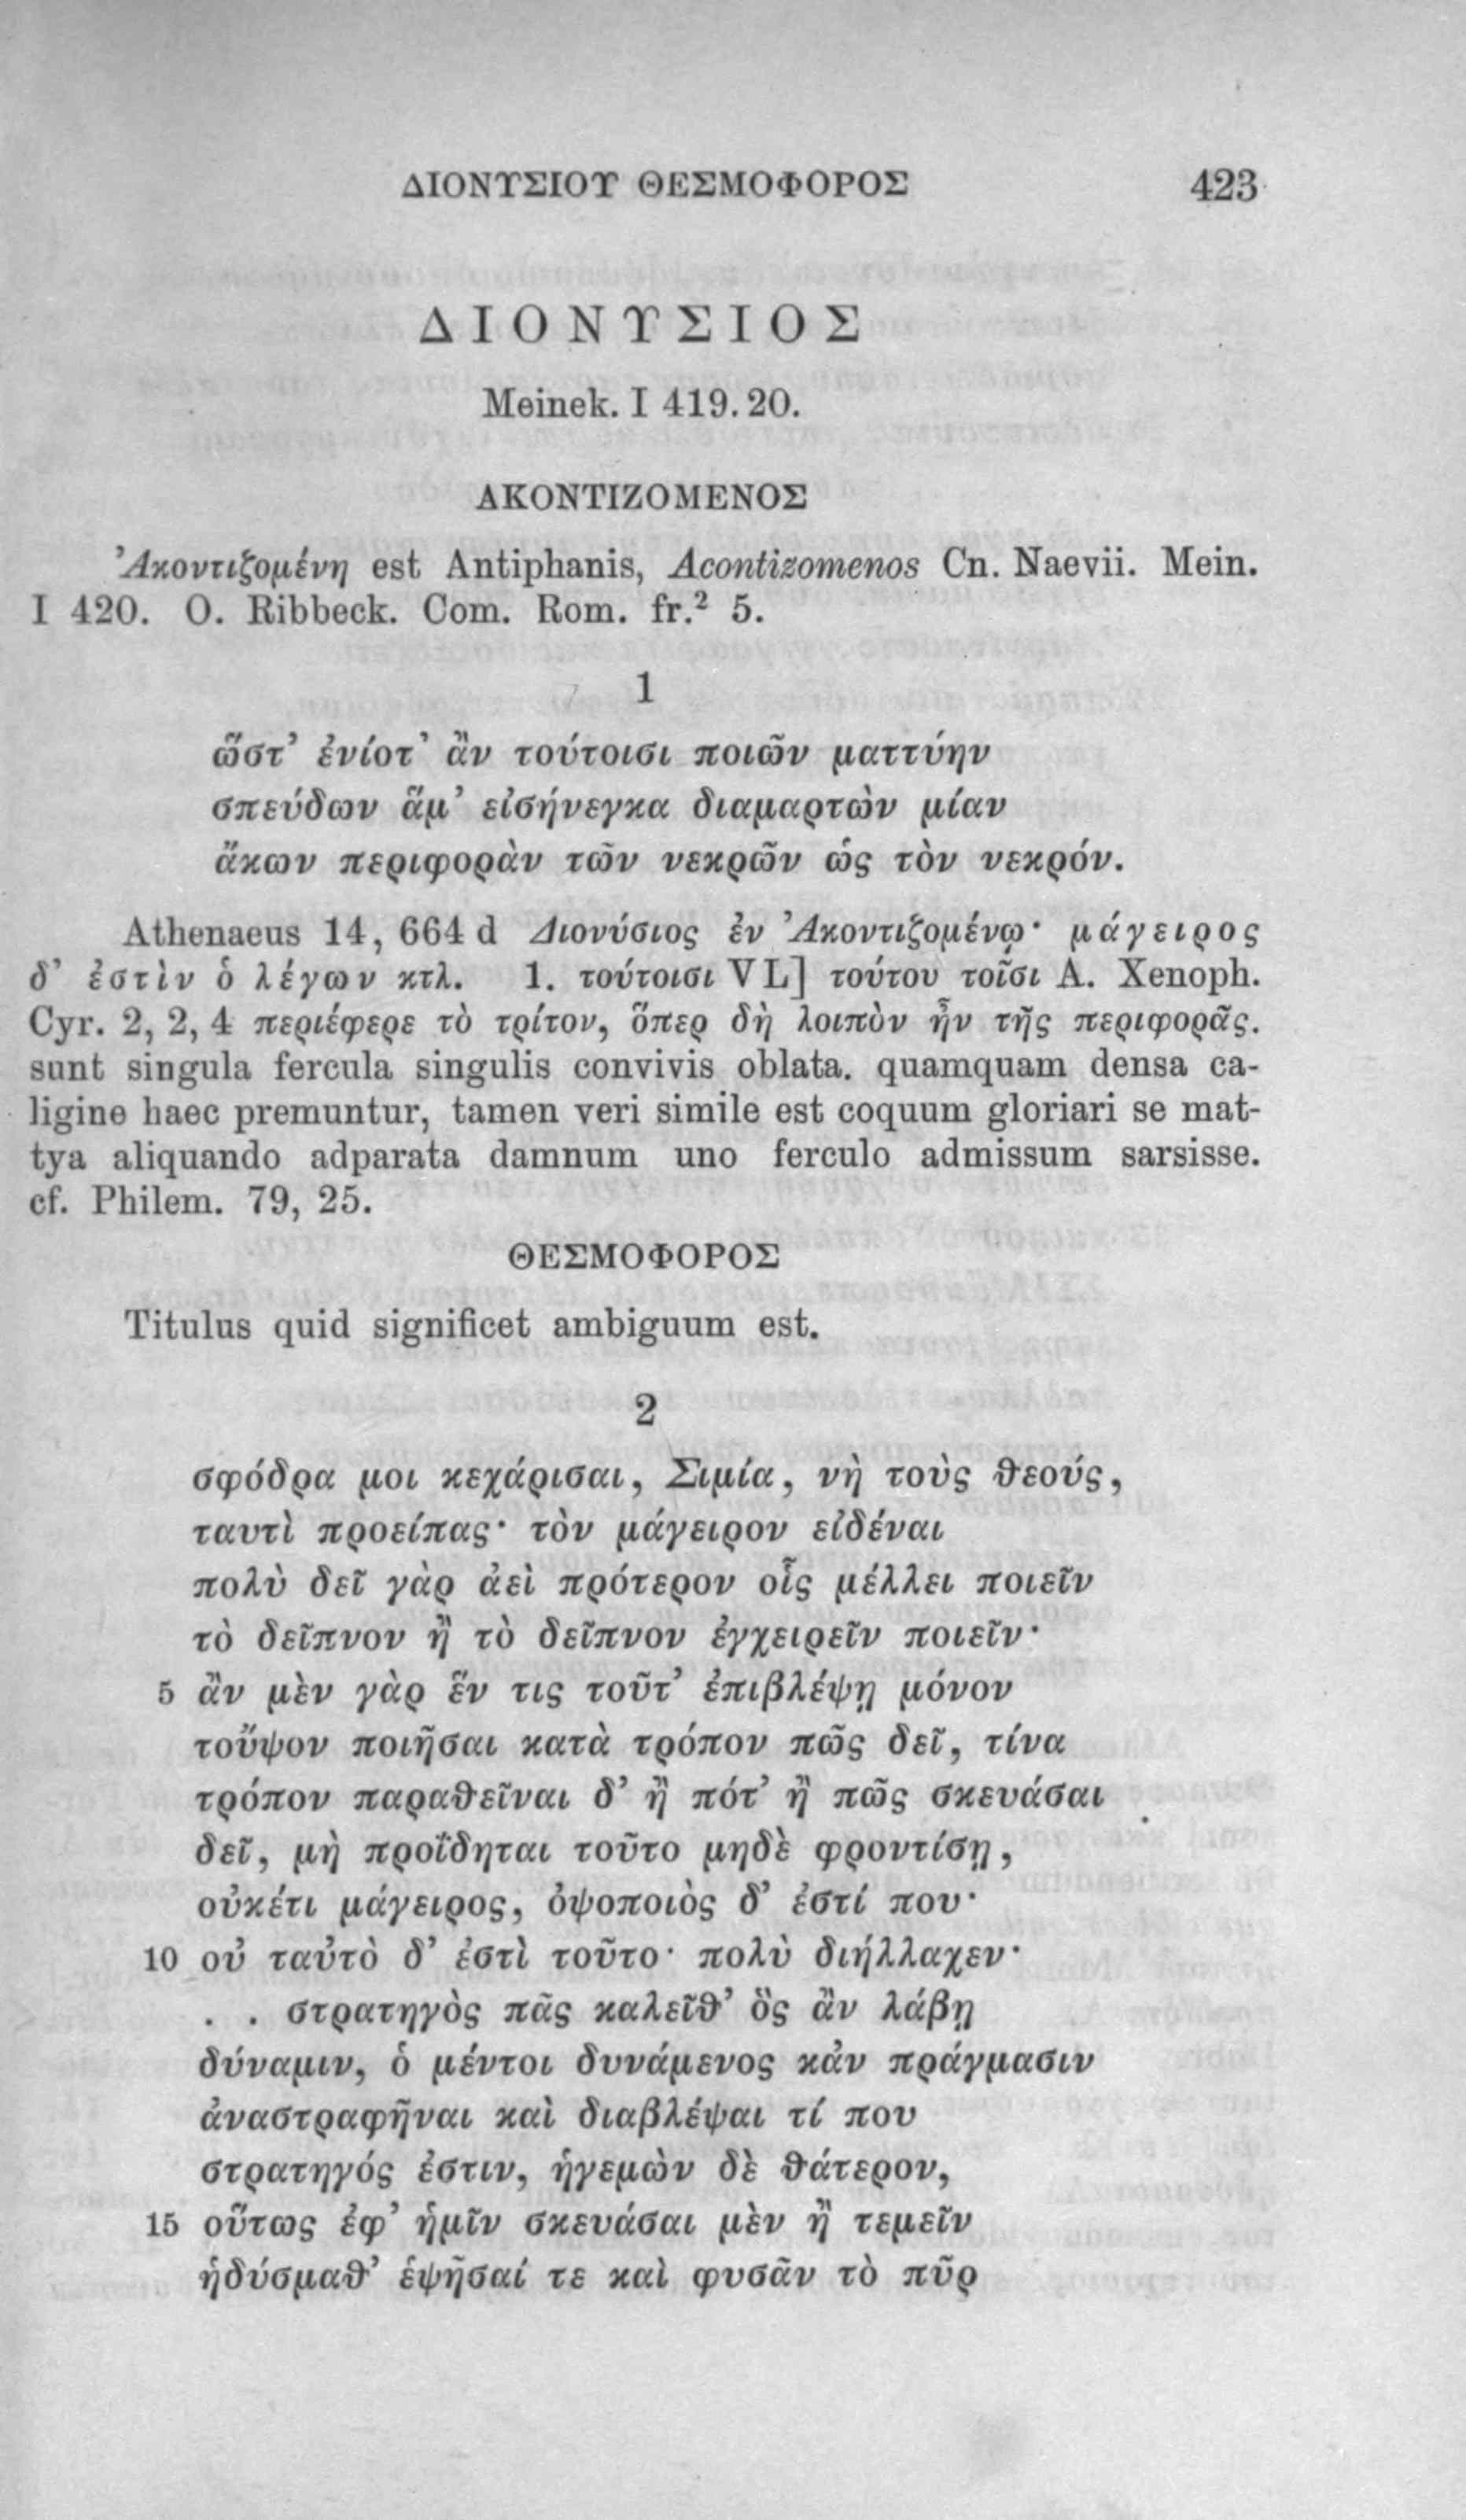 ΔΙΟΝΥΣΙΟΥ ΘΕΣΜΟΦΟΡΟΣ 423
ΔΙΟΝΥΣΙΟΣ
Meinek. I 419. 20.
ΑΚΟΝΤΙΖΟΜΕΝΟΣ
Ἀκοντιζομένη est Antiphanis, Acontizomenos Cn. Naevii. Mein.
I 420. O. Ribbeck. Com. Rom. fr.² 5.
1
ὥστ’ ἐνίοτ’ ἂν τούτοισι ποιῶν ματτύην
σπεύδων ἅμ’ εἰσήνεγκα διαμαρτὼν μίαν
ἄκων περιφορὰν τῶν νεκρῶν ὡς τὸν νεκρόν.
Athenaeus 14, 664 d Διονύσιος ἐν Ἀκοντιζομένῳ· μάγειρος
δ’ ἐστὶν ὁ λέγων κτλ. 1. τούτοισι VL] τούτου τοῖσι A. Xenoph.
Cyr. 2, 2, 4 περιέφερε τὸ τρίτον, ὅπερ δὴ λοιπὸν ἦν τῆς περιφορᾶς.
sunt singula fercula singulis convivis oblata. quamquam densa ca-
ligine haec premuntur, tamen veri simile est coquum gloriari se mat-
tya aliquando adparata damnum uno ferculo admissum sarsisse.
cf. Philem. 79, 25.
ΘΕΣΜΟΦΟΡΟΣ
Titulus quid significet ambiguum est.
2
σφόδρα μοι κεχάρισαι, Σιμία, νὴ τοὺς θεούς,
ταυτὶ προείπας· τὸν μάγειρον εἰδέναι
πολὺ δεῖ γὰρ ἀεὶ πρότερον οἷς μέλλει ποιεῖν
τὸ δεῖπνον ἢ τὸ δεῖπνον ἐγχειρεῖν ποιεῖν·
5 ἂν μὲν γὰρ ἕν τις τοῦτ’ ἐπιβλέψῃ μόνον
τοὔψον ποιῆσαι κατὰ τρόπον πῶς δεῖ, τίνα
τρόπον παραθεῖναι δ’ ἢ πότ’ ἢ πῶς σκευάσαι
δεῖ, μὴ προΐδηται τοῦτο μηδὲ φροντίσῃ,
οὐκέτι μάγειρος, ὀψοποιὸς δ’ ἐστί που·
10 οὐ ταὐτὸ δ’ ἐστὶ τοῦτο· πολὺ διήλλαχεν·
. . στρατηγὸς πᾶς καλεῖθ’ ὃς ἂν λάβῃ
δύναμιν, ὁ μέντοι δυνάμενος κἀν πράγμασιν
ἀναστραφῆναι καὶ διαβλέψαι τί που
στρατηγός ἐστιν, ἡγεμὼν δὲ θάτερον,
15 οὕτως ἐφ’ ἡμῖν σκευάσαι μὲν ἢ τεμεῖν
ἡδύσμαθ’ ἑψῆσαί τε καὶ φυσᾶν τὸ πῦρ